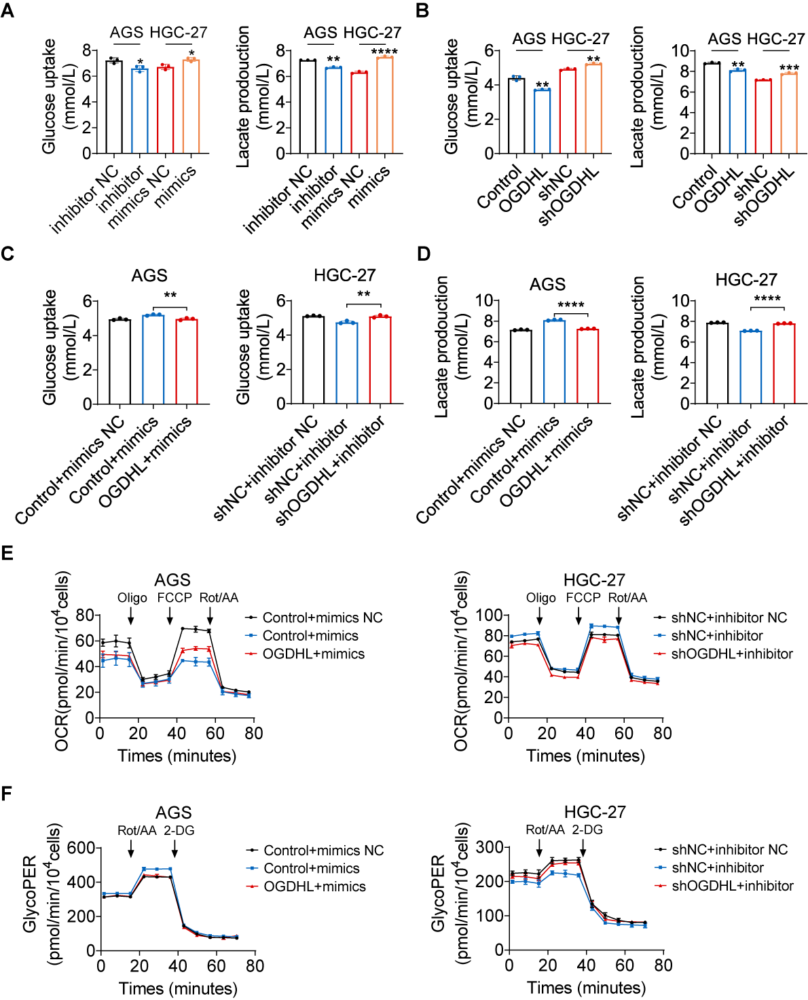 A
AGS HGC-27
Glucose uptake
(mmol/L)
8
6
4
2
0
*
*
inhibitor NC
inhibitor
mimics NC
mimics
AGS HGC-27
Lacate prodouction
(mmol/L)
8
6
4
2
0
**
****
inhibitor NC
inhibitor
mimics NC
mimics
B
AGS HGC-27
Glucose uptake
(mmol/L)
6
4
2
0
**
**
Control
OGDHL
shNC
shOGDHL
AGS HGC-27
Lacate prodouction
(mmol/L)
10
8
6
4
2
0
**
***
Control
OGDHL
shNC
shOGDHL
C
AGS
Glucose uptake
(mmol/L)
6
4
2
0
**
Control+mimics NC
Control+mimics
OGDHL+mimics
HGC-27
Glucose uptake
(mmol/L)
6
4
2
0
**
shNC+inhibitor NC
shNC+inhibitor
shOGDHL+inhibitor
D
AGS
Lacate prodouction
(mmol/L)
10
8
6
4
2
0
****
Control+mimics NC
Control+mimics
OGDHL+mimics
HGC-27
Lacate prodouction
(mmol/L)
10
8
6
4
2
0
****
shNC+inhibitor NC
shNC+inhibitor
shOGDHL+inhibitor
E
AGS
Oligo FCCP Rot/AA
OCR(pmol/min/10⁴cells)
80
60
40
20
0
0 20 40 60 80
Times (minutes)
Control+mimics NC
Control+mimics
OGDHL+mimics
HGC-27
Oligo FCCP Rot/AA
OCR(pmol/min/10⁴cells)
100
80
60
40
20
0
0 20 40 60 80
Times (minutes)
shNC+inhibitor NC
shNC+inhibitor
shOGDHL+inhibitor
F
AGS
Rot/AA 2-DG
GlycoPER
(pmol/min/10⁴cells)
600
400
200
0
0 20 40 60 80
Times (minutes)
Control+mimics NC
Control+mimics
OGDHL+mimics
HGC-27
Rot/AA 2-DG
GlycoPER
(pmol/min/10⁴cells)
300
200
100
0
0 20 40 60 80
Times (minutes)
shNC+inhibitor NC
shNC+inhibitor
shOGDHL+inhibitor